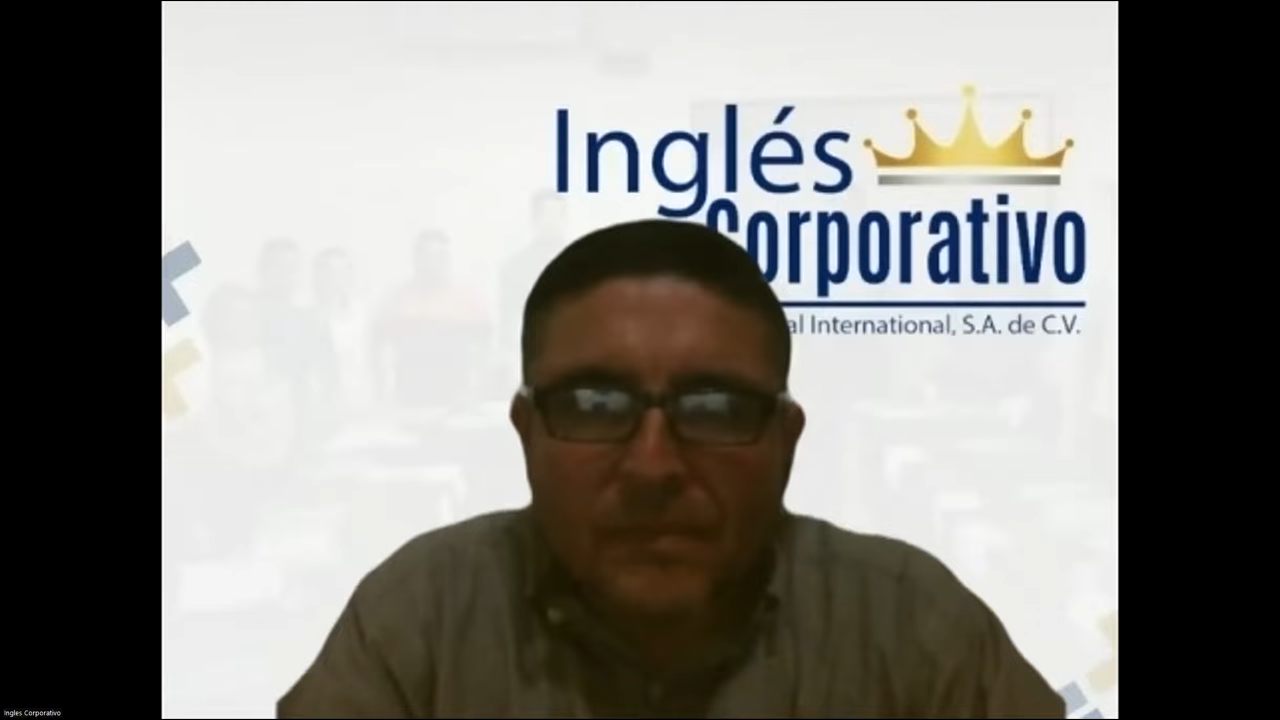 Inglés
Corporativo
International, S.A. de C.V.
Ingles Corporativo